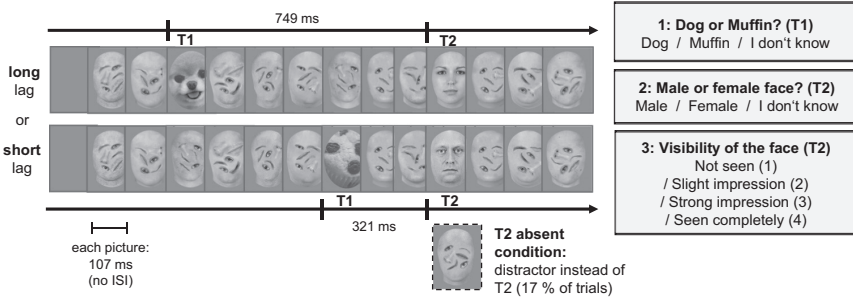 749 ms
T1
T2
long
lag
or
short
lag
T1
T2
321 ms
each picture:
107 ms
(no ISI)
T2 absent
condition:
distractor instead of
T2 (17 % of trials)
1: Dog or Muffin? (T1)
Dog / Muffin / I don't know
2: Male or female face? (T2)
Male / Female / I don't know
3: Visibility of the face (T2)
Not seen (1)
/ Slight impression (2)
/ Strong impression (3)
/ Seen completely (4)